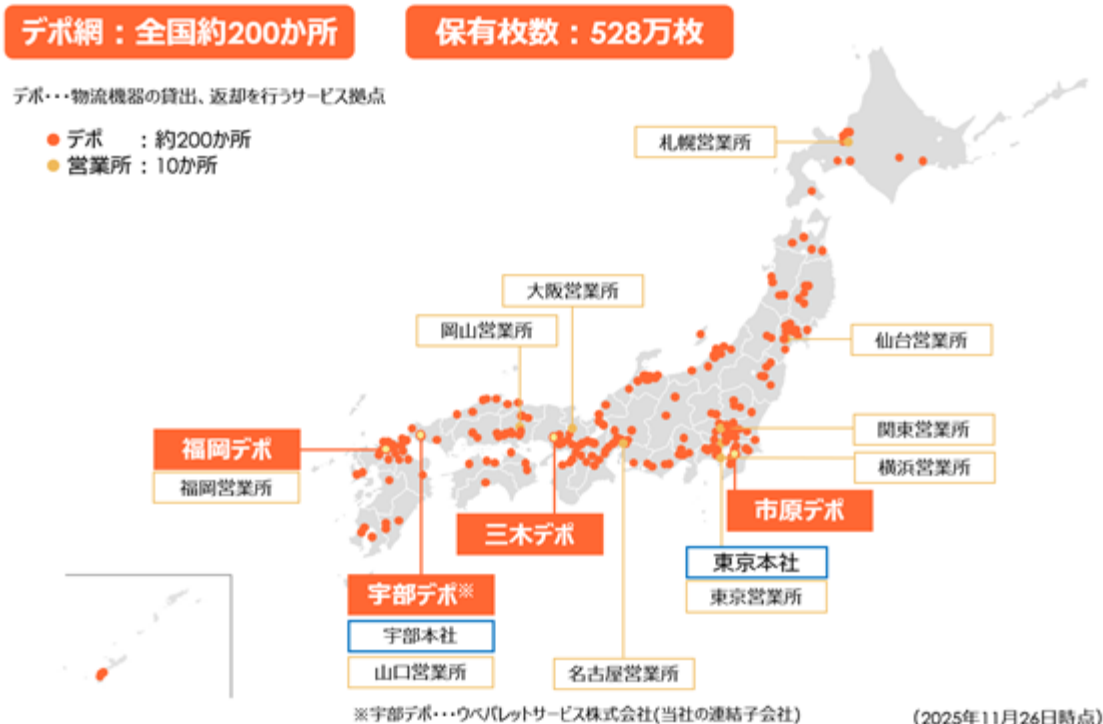 デポ網：全国約200か所
保有枚数：528万枚
デポ･･･物流機器の貸出、返却を行うサービス拠点
デポ　：約200か所
営業所：10か所
札幌営業所
大阪営業所
岡山営業所
仙台営業所
関東営業所
福岡デポ
横浜営業所
福岡営業所
市原デポ
三木デポ
東京本社
宇部デポ※
東京営業所
宇部本社
山口営業所
名古屋営業所
※宇部デポ･･･ウベパレットサービス株式会社(当社の連結子会社)
（2025年11月26日時点）